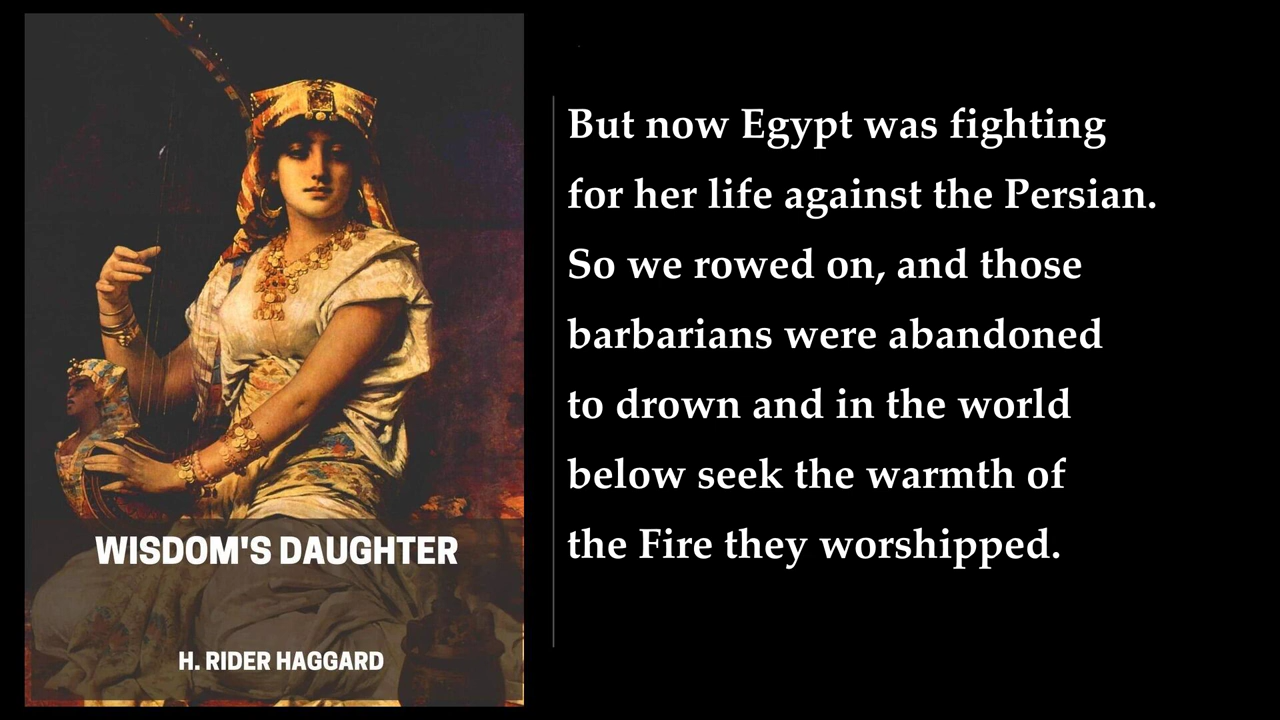 WISDOM'S DAUGHTER
H. RIDER HAGGARD
But now Egypt was fighting
for her life against the Persian.
So we rowed on, and those
barbarians were abandoned
to drown and in the world
below seek the warmth of
the Fire they worshipped.